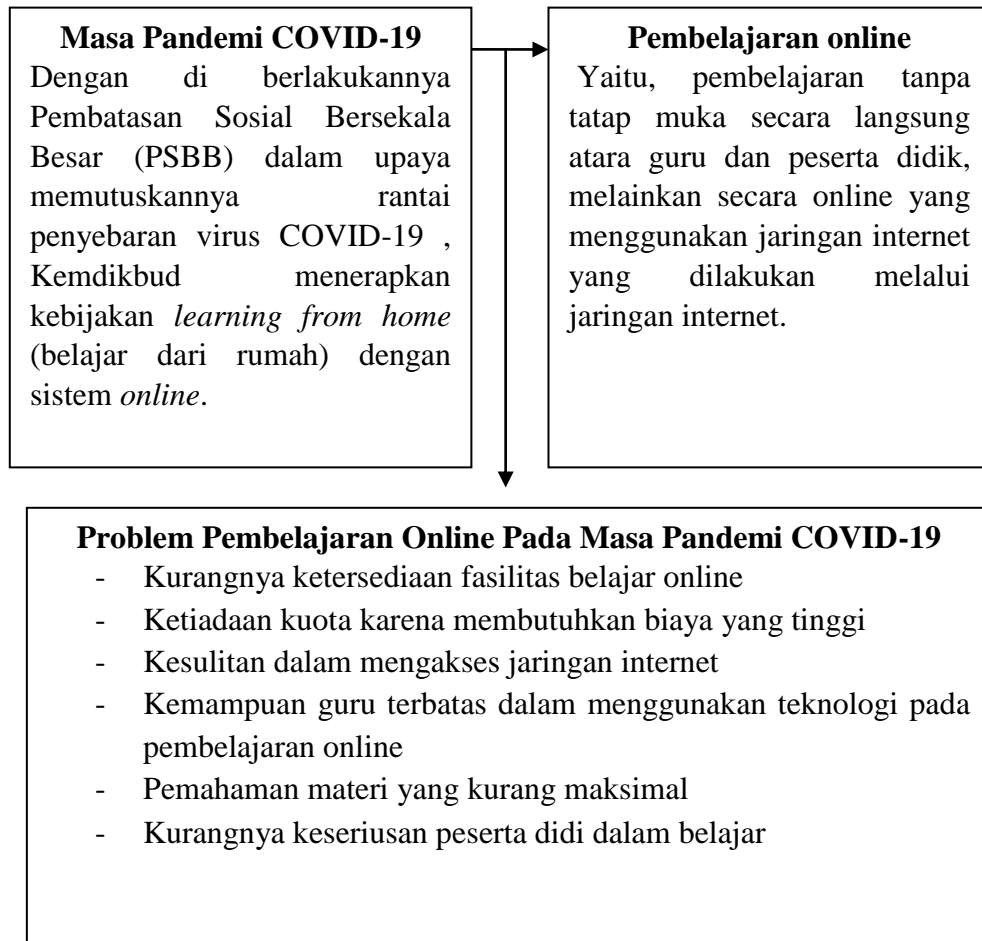 Masa Pandemi COVID-19
Dengan di berlakukannya
Pembatasan Sosial Bersekala
Besar (PSBB) dalam upaya
memutuskannya rantai
penyebaran virus COVID-19 ,
Kemdikbud menerapkan
kebijakan learning from home
(belajar dari rumah) dengan
sistem online.
Pembelajaran online
Yaitu, pembelajaran tanpa
tatap muka secara langsung
atara guru dan peserta didik,
melainkan secara online yang
menggunakan jaringan internet
yang dilakukan melalui
jaringan internet.
Problem Pembelajaran Online Pada Masa Pandemi COVID-19
- Kurangnya ketersediaan fasilitas belajar online
- Ketiadaan kuota karena membutuhkan biaya yang tinggi
- Kesulitan dalam mengakses jaringan internet
- Kemampuan guru terbatas dalam menggunakan teknologi pada
pembelajaran online
- Pemahaman materi yang kurang maksimal
- Kurangnya keseriusan peserta didi dalam belajar